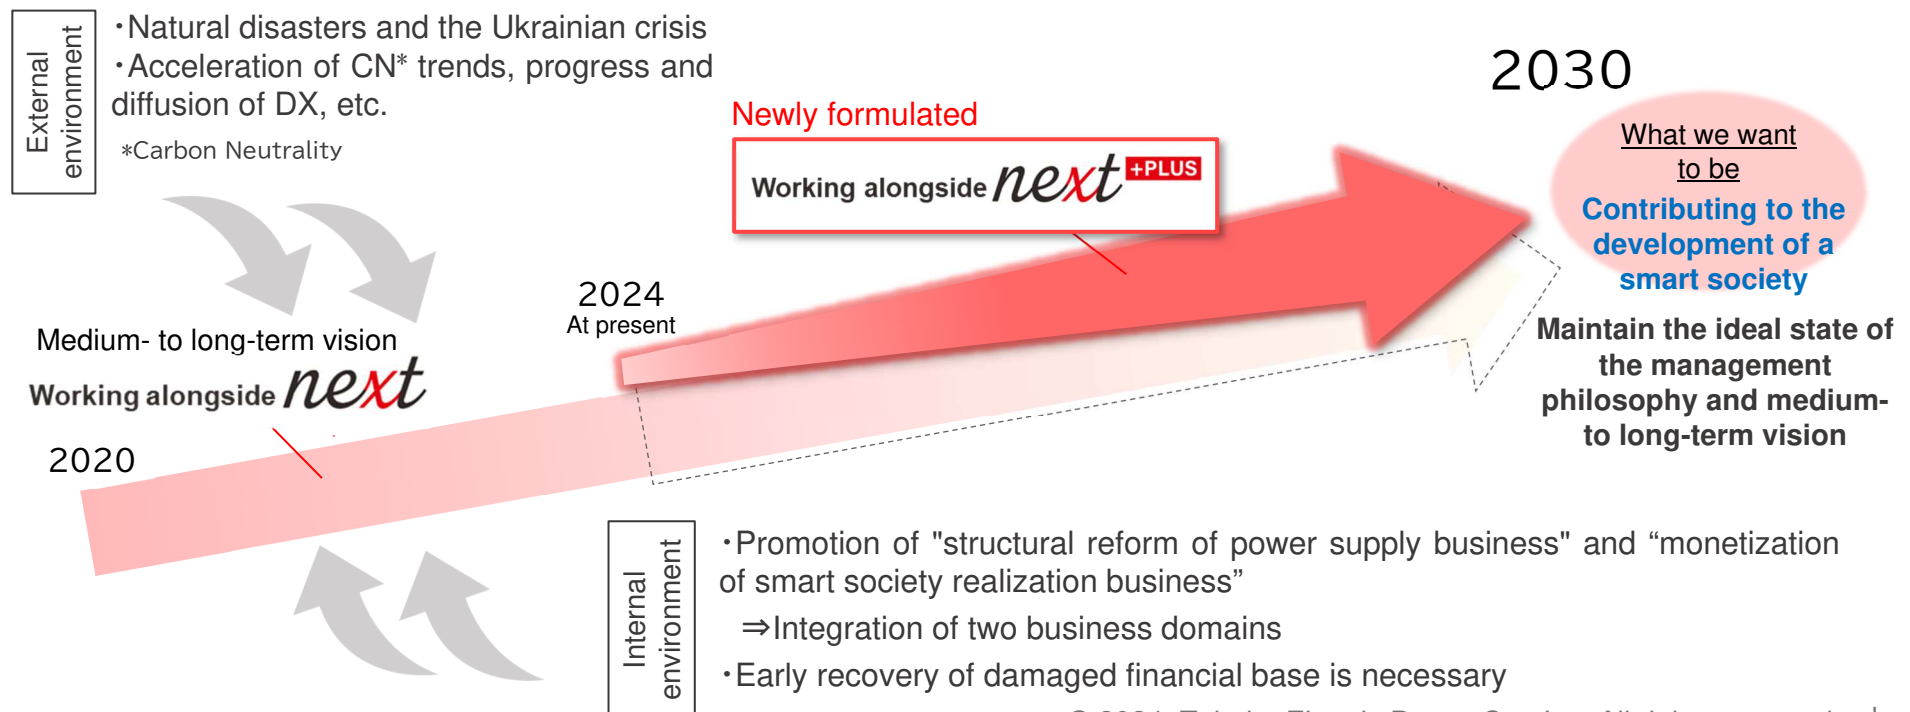 External
environment
・Natural disasters and the Ukrainian crisis
・Acceleration of CN* trends, progress and
diffusion of DX, etc.
*Carbon Neutrality
2030
Newly formulated
Working alongside next +PLUS
What we want
to be
Contributing to the
development of a
smart society
2024
At present
Medium- to long-term vision
Working alongside next
Maintain the ideal state of
the management
philosophy and medium-
to long-term vision
2020
Internal
environment
・Promotion of "structural reform of power supply business" and “monetization
of smart society realization business”
⇒Integration of two business domains
・Early recovery of damaged financial base is necessary